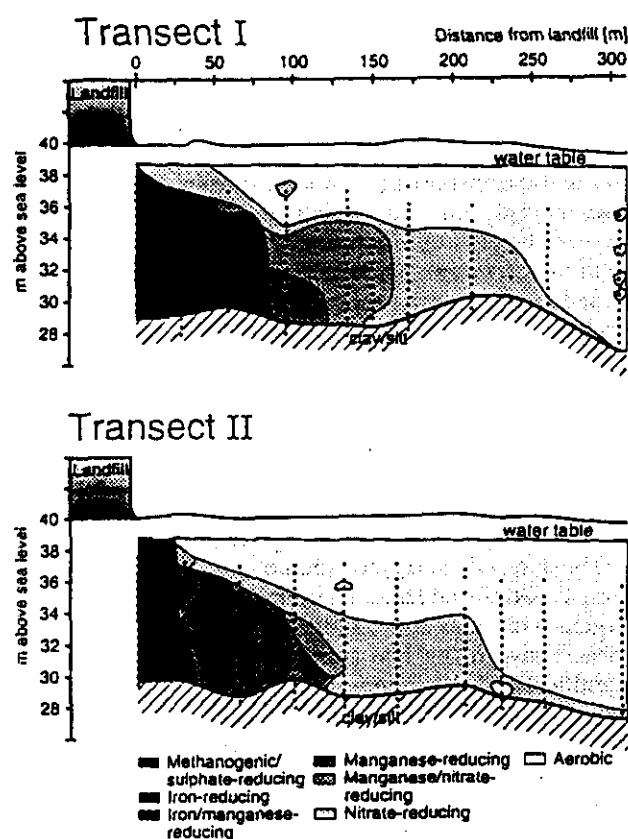 Transect I
Distance from landfill [m]
0 50 100 150 200 250 300
Landfill
40
38
36
34
32
30
28
m above sea level
water table
clay/silt
Transect II
Landfill
40
38
36
34
32
30
28
m above sea level
water table
clay/silt
Methanogenic/
sulphate-reducing
Iron-reducing
Iron/manganese-
reducing
Manganese-reducing
Manganese/nitrate-
reducing
Nitrate-reducing
Aerobic